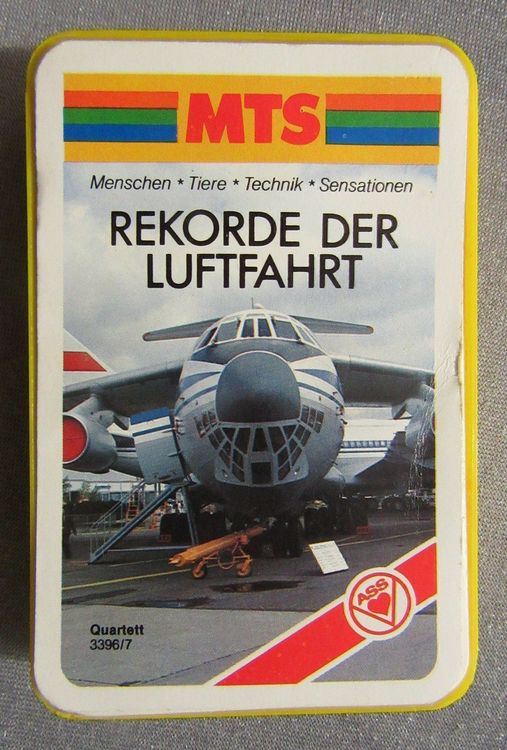 MTS
Menschen * Tiere * Technik * Sensationen
REKORDE DER
LUFTFAHRT
Quartett
3396/7
ASS